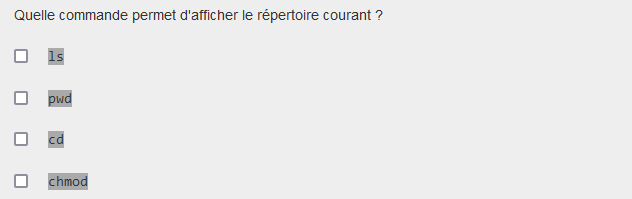 Quelle commande permet d'afficher le répertoire courant ?
ls
pwd
cd
chmod